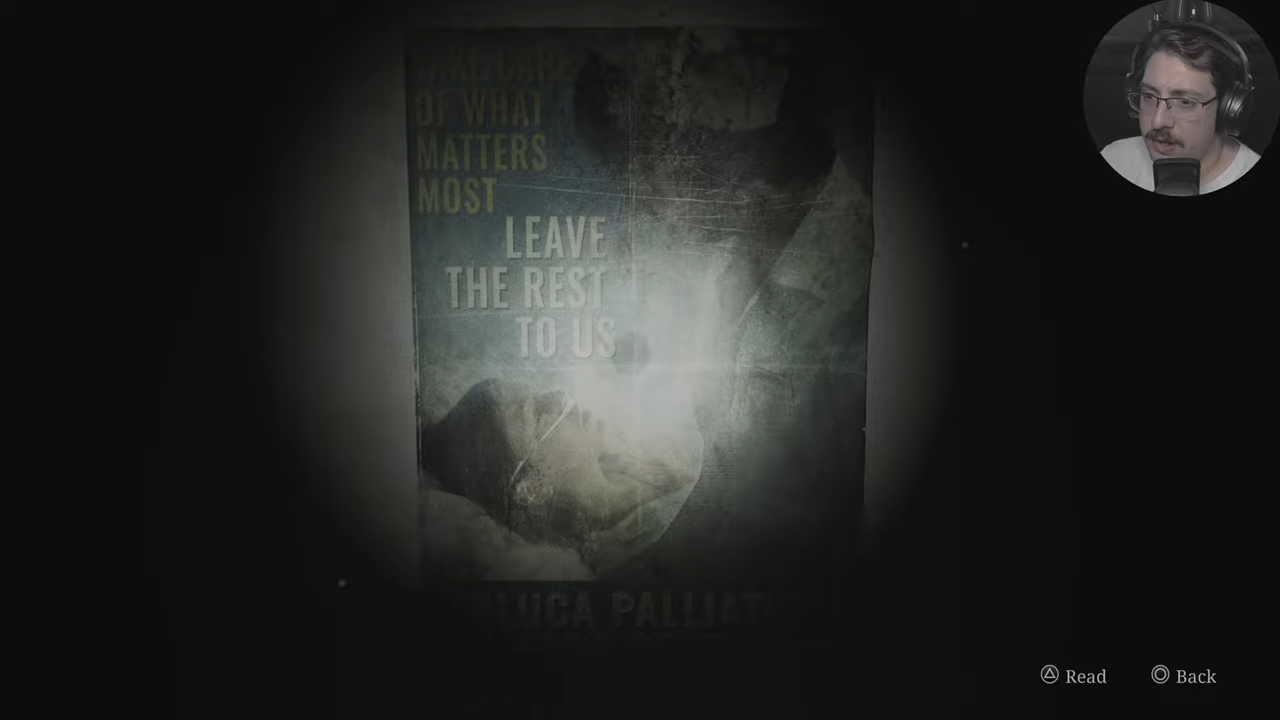 OF WHAT
MATTERS
MOST
LEAVE
THE REST
TO US
Read
Back